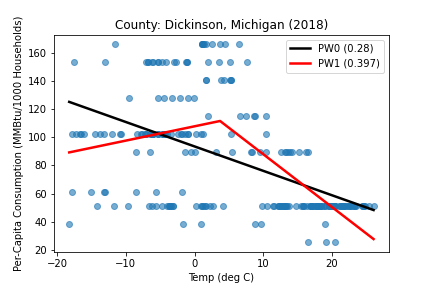 County: Dickinson, Michigan (2018)
Per-Capita Consumption (MMBtu/1000 Households)
160
140
120
100
80
60
40
20
PW0 (0.28)
PW1 (0.397)
−20
−10
0
10
20
Temp (deg C)